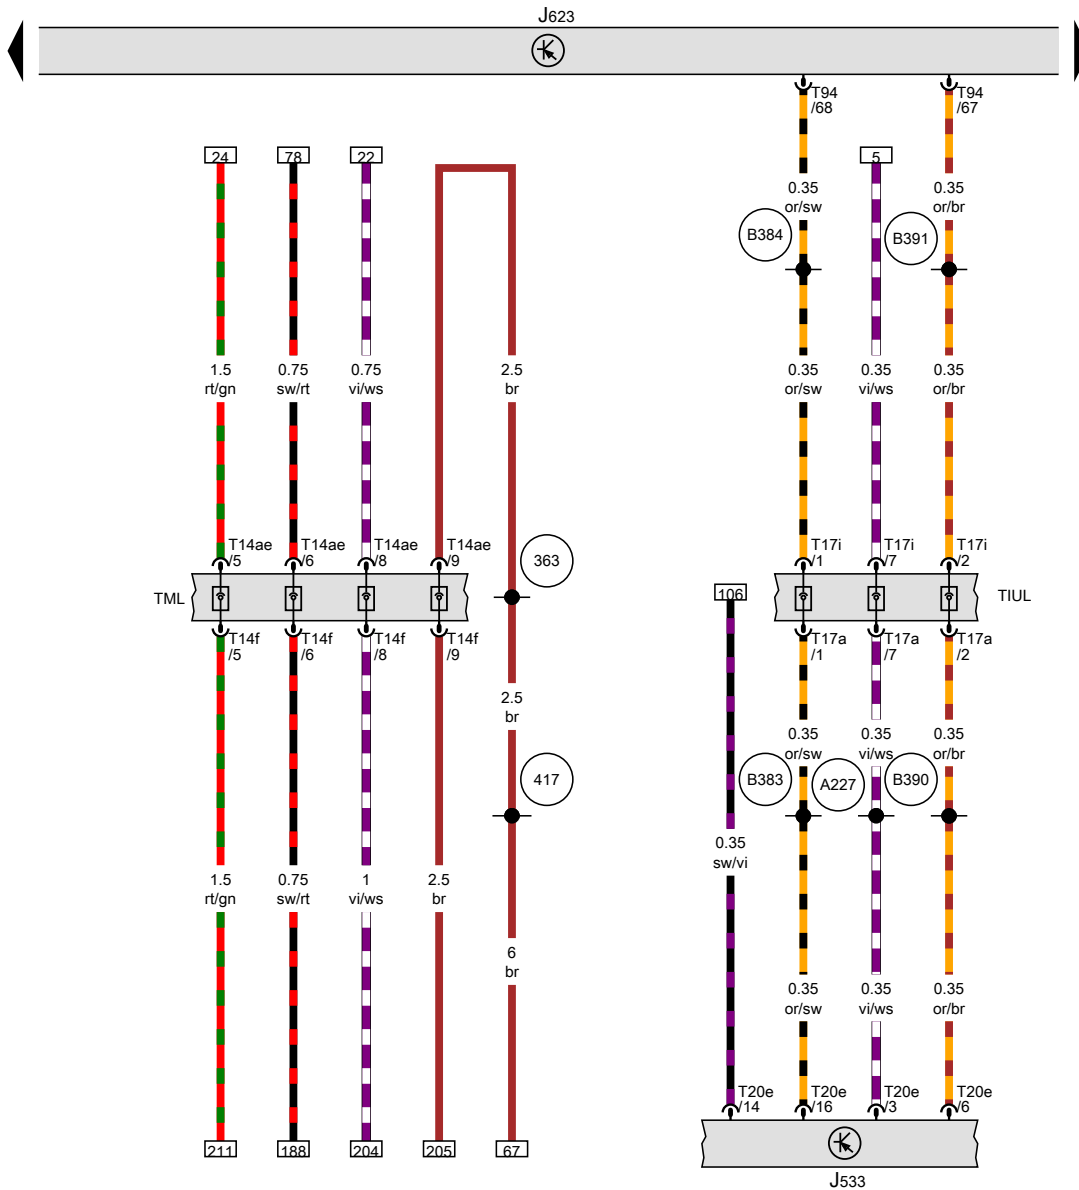 J623
T94
/68
T94
/67
24
78
22
5
0.35
or/sw
0.35
or/br
B384
B391
1.5
rt/gn
0.75
sw/rt
0.75
vi/ws
2.5
br
0.35
or/sw
0.35
vi/ws
0.35
or/br
T14ae
/5
T14ae
/6
T14ae
/8
T14ae
/9
363
T17i
/1
T17i
/7
T17i
/2
TML
106
TIUL
T14f
/5
T14f
/6
T14f
/8
T14f
/9
T17a
/1
T17a
/7
T17a
/2
2.5
br
0.35
or/sw
0.35
vi/ws
0.35
or/br
417
B383
A227
B390
0.35
sw/vi
1.5
rt/gn
0.75
sw/rt
1
vi/ws
2.5
br
6
br
0.35
or/sw
0.35
vi/ws
0.35
or/br
T20e
/14
T20e
/16
T20e
/3
T20e
/6
211
188
204
205
67
J533